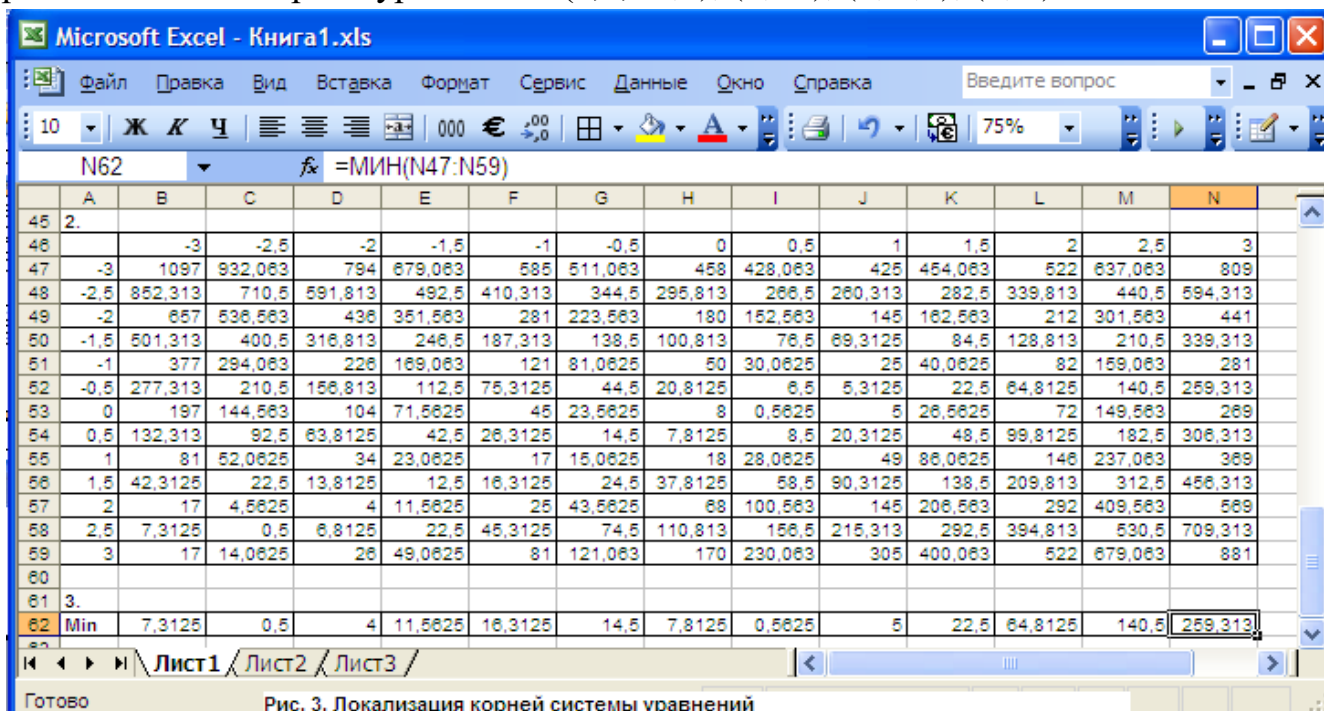 Microsoft Excel - Книга1.xls
Файл Правка Вид Вставка Формат Сервис Данные Окно Справка Введите вопрос
10 Ж К Ч 000 € 75%
N62 fx =МИН(N47:N59)
A B C D E F G H I J K L M N
45 2.
46 -3 -2,5 -2 -1,5 -1 -0,5 0 0,5 1 1,5 2 2,5 3
47 -3 1097 932,063 794 679,063 585 511,063 458 428,063 425 454,063 522 637,063 809
48 -2,5 852,313 710,5 591,813 492,5 410,313 344,5 295,813 266,5 260,313 282,5 339,813 440,5 594,313
49 -2 657 536,563 436 351,563 281 223,563 180 152,563 145 162,563 212 301,563 441
50 -1,5 501,313 400,5 316,813 246,5 187,313 138,5 100,813 76,5 69,3125 84,5 128,813 210,5 339,313
51 -1 377 294,063 226 169,063 121 81,0625 50 30,0625 25 40,0625 82 159,063 281
52 -0,5 277,313 210,5 156,813 112,5 75,3125 44,5 20,8125 6,5 5,3125 22,5 64,8125 140,5 259,313
53 0 197 144,563 104 71,5625 45 23,5625 8 0,5625 5 26,5625 72 149,563 269
54 0,5 132,313 92,5 63,8125 42,5 26,3125 14,5 7,8125 8,5 20,3125 48,5 99,8125 182,5 306,313
55 1 81 52,0625 34 23,0625 17 15,0625 18 28,0625 49 86,0625 146 237,063 369
56 1,5 42,3125 22,5 13,8125 12,5 16,3125 24,5 37,8125 58,5 90,3125 138,5 209,813 312,5 456,313
57 2 17 4,5625 4 11,5625 25 43,5625 68 100,563 145 206,563 292 409,563 569
58 2,5 7,3125 0,5 6,8125 22,5 45,3125 74,5 110,813 156,5 215,313 292,5 394,813 530,5 709,313
59 3 17 14,0625 26 49,0625 81 121,063 170 230,063 305 400,063 522 679,063 881
60
61 3.
62 Min 7,3125 0,5 4 11,5625 16,3125 14,5 7,8125 0,5625 5 22,5 64,8125 140,5 259,313
Лист1 Лист2 Лист3
Готово
Рис. 3. Локализация корней системы уравнений